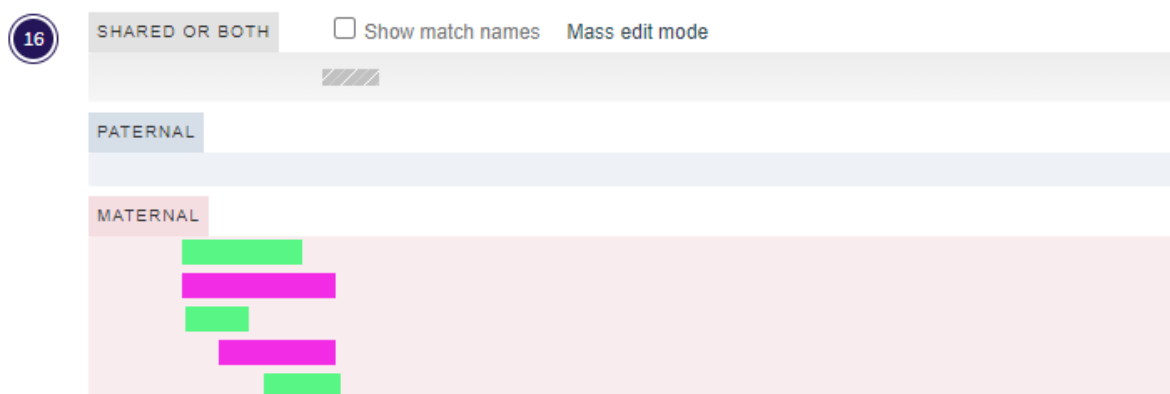 16 SHARED OR BOTH Show match names Mass edit mode
PATERNAL
MATERNAL